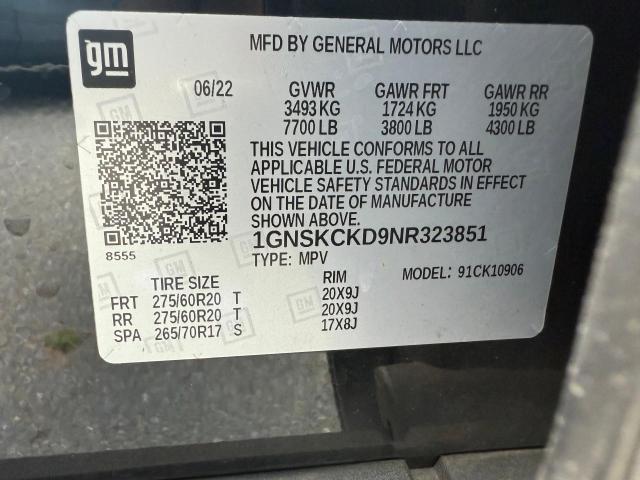 gm
MFD BY GENERAL MOTORS LLC
06/22 GVWR GAWR FRT GAWR RR
3493 KG 1724 KG 1950 KG
7700 LB 3800 LB 4300 LB
THIS VEHICLE CONFORMS TO ALL
APPLICABLE U.S. FEDERAL MOTOR
VEHICLE SAFETY STANDARDS IN EFFECT
ON THE DATE OF MANUFACTURE
SHOWN ABOVE.
1GNSKCKD9NR323851
8555
TYPE: MPV MODEL: 91CK10906
TIRE SIZE RIM
FRT 275/60R20 T 20X9J
RR 275/60R20 T 20X9J
SPA 265/70R17 S 17X8J